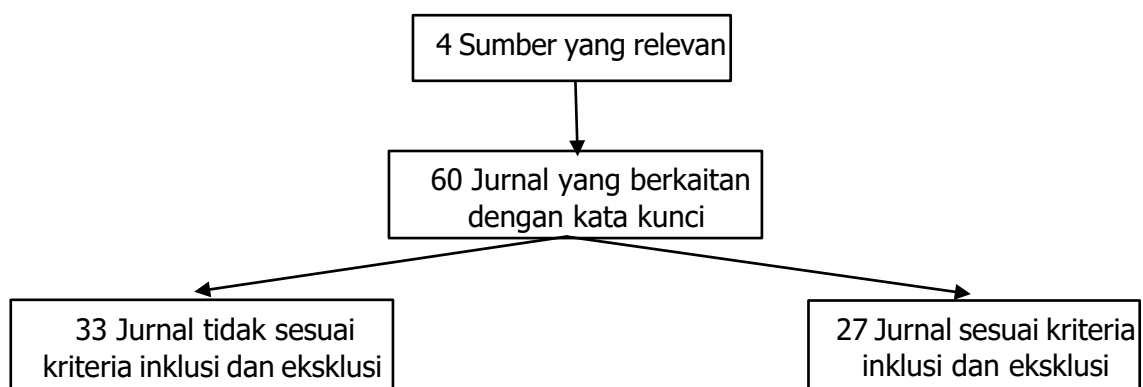 4 Sumber yang relevan
60 Jurnal yang berkaitan
dengan kata kunci
33 Jurnal tidak sesuai
kriteria inklusi dan eksklusi
27 Jurnal sesuai kriteria
inklusi dan eksklusi